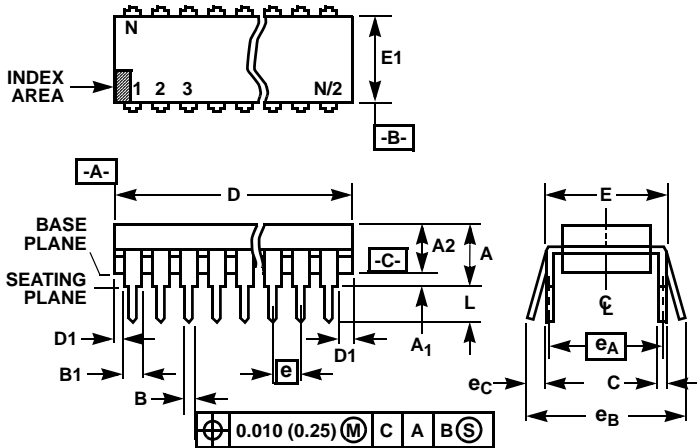 N
INDEX
AREA
1 2 3 N/2
E1
-B-
-A-
D
E
BASE
PLANE
A2
A
-C-
SEATING
PLANE
L
D1
A1
D1
B1
e
B
eA
eC
C
eB
C
L
0.010 (0.25) M C A B S